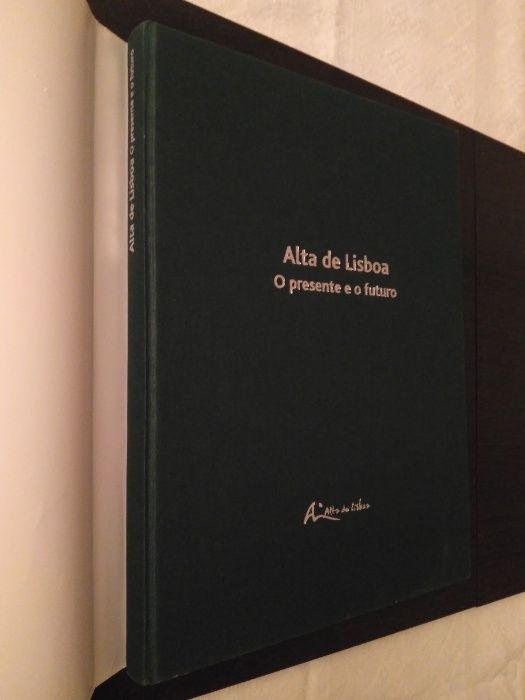 Alta de Lisboa O presente e o futuro
Alta de Lisboa
O presente e o futuro
Alta de Lisboa